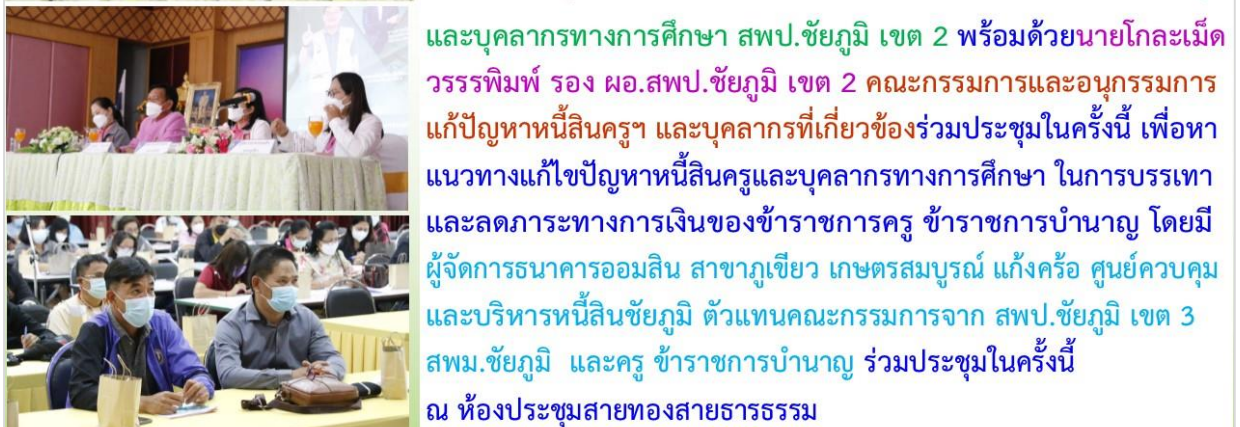 และบุคลากรทางการศึกษา สพป.ชัยภูมิ เขต 2 พร้อมด้วยนายโกละเม็ด
วรรรพิมพ์ รอง ผอ.สพป.ชัยภูมิ เขต 2 คณะกรรมการและอนุกรรมการ
แก้ปัญหาหนี้สินครูฯ และบุคลากรที่เกี่ยวข้องร่วมประชุมในครั้งนี้ เพื่อหา
แนวทางแก้ไขปัญหาหนี้สินครูและบุคลากรทางการศึกษา ในการบรรเทา
และลดภาระทางการเงินของข้าราชการครู ข้าราชการบำนาญ โดยมี
ผู้จัดการธนาคารออมสิน สาขาภูเขียว เกษตรสมบูรณ์ แก้งคร้อ ศูนย์ควบคุม
และบริหารหนี้สินชัยภูมิ ตัวแทนคณะกรรมการจาก สพป.ชัยภูมิ เขต 3
สพม.ชัยภูมิ และครู ข้าราชการบำนาญ ร่วมประชุมในครั้งนี้
ณ ห้องประชุมสายทองสายธารธรรม